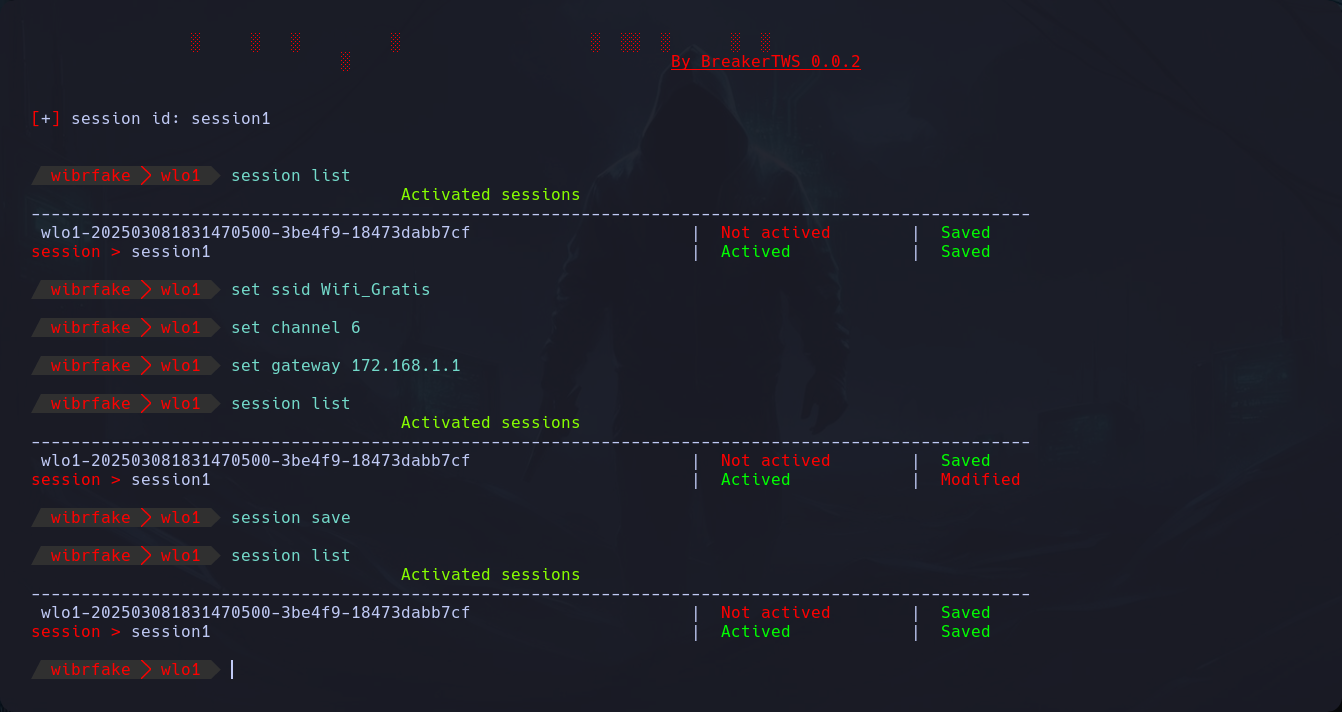 By BreakerTWS 0.0.2
[+] session id: session1
wibrfake > wlo1 session list
Activated sessions
----------------------------------------------------------------------------------------------------
wlo1-202503081831470500-3be4f9-18473dabb7cf | Not actived | Saved
session > session1 | Actived | Saved
wibrfake > wlo1 set ssid Wifi_Gratis
wibrfake > wlo1 set channel 6
wibrfake > wlo1 set gateway 172.168.1.1
wibrfake > wlo1 session list
Activated sessions
----------------------------------------------------------------------------------------------------
wlo1-202503081831470500-3be4f9-18473dabb7cf | Not actived | Saved
session > session1 | Actived | Modified
wibrfake > wlo1 session save
wibrfake > wlo1 session list
Activated sessions
----------------------------------------------------------------------------------------------------
wlo1-202503081831470500-3be4f9-18473dabb7cf | Not actived | Saved
session > session1 | Actived | Saved
wibrfake > wlo1